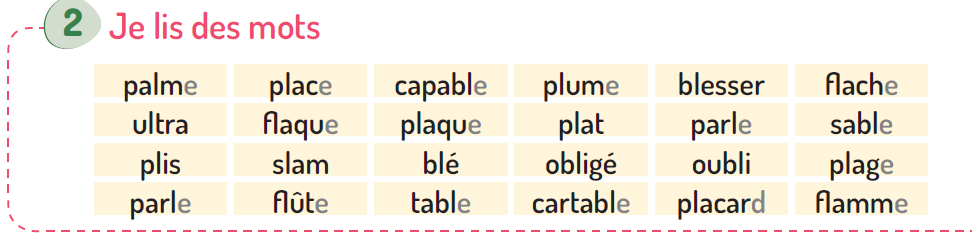 2 Je lis des mots
palme place capable plume blesser flache
ultra flaque plaque plat parle sable
plis slam blé obligé oubli plage
parle flûte table cartable placard flamme